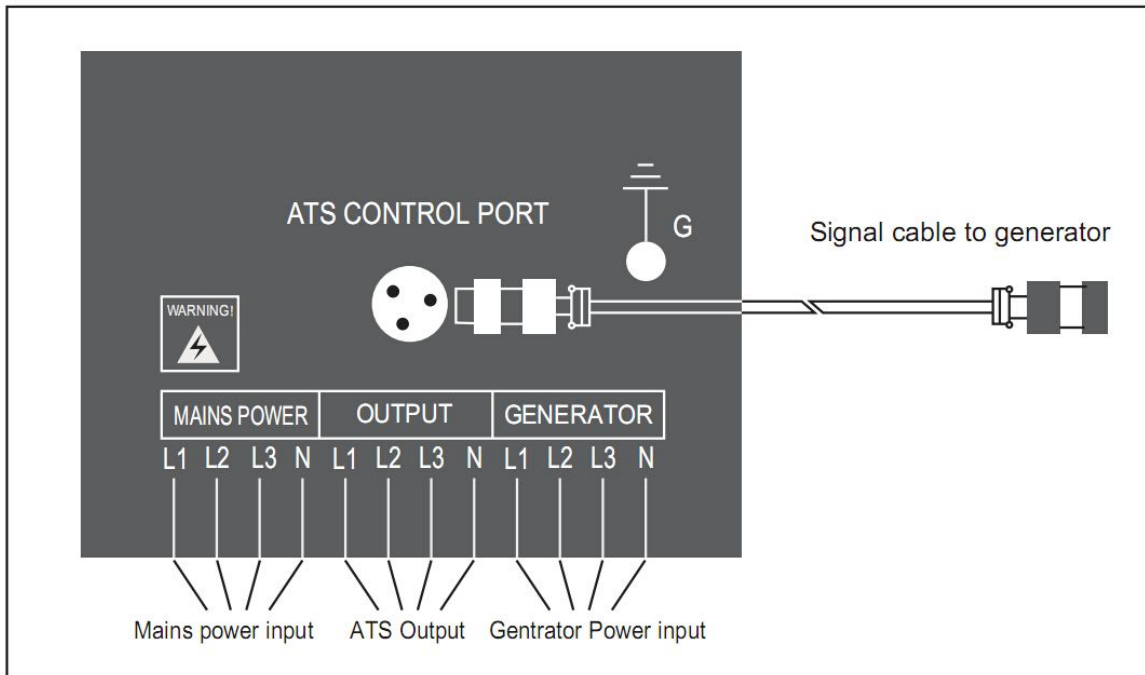 ATS CONTROL PORT
G
Signal cable to generator
WARNING!
MAINS POWER OUTPUT GENERATOR
L1 L2 L3 N L1 L2 L3 N L1 L2 L3 N
Mains power input ATS Output Gentrator Power input